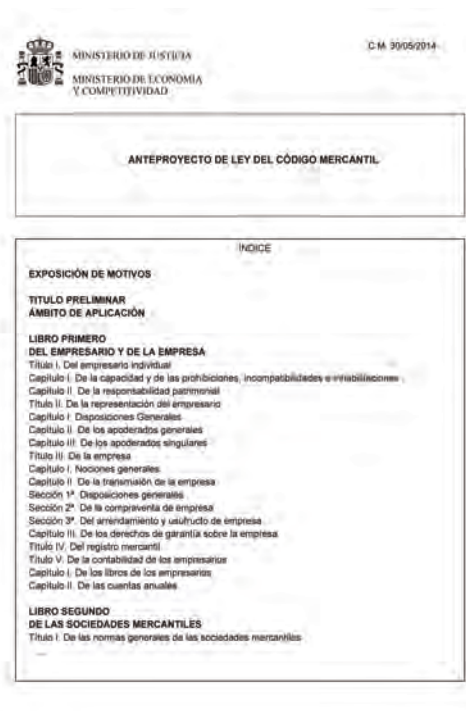 MINISTERIO DE JUSTICIA
C.M. 30/05/2014
MINISTERIO DE ECONOMIA
Y COMPETITIVIDAD
ANTEPROYECTO DE LEY DEL CÓDIGO MERCANTIL
ÍNDICE
EXPOSICIÓN DE MOTIVOS
TITULO PRELIMINAR
ÁMBITO DE APLICACIÓN
LIBRO PRIMERO
DEL EMPRESARIO Y DE LA EMPRESA
Título I. Del empresario individual
Capítulo I. De la capacidad y de las prohibiciones, incompatibilidades e inhabilitaciones
Capítulo II. De la responsabilidad patrimonial
Título II. De la representación del empresario
Capítulo I. Disposiciones Generales
Capítulo II. De los apoderados generales
Capítulo III. De los apoderados singulares
Título III. De la empresa
Capítulo I. Nociones generales
Capítulo II. De la transmisión de la empresa
Sección 1ª. Disposiciones generales
Sección 2ª. De la compraventa de empresa
Sección 3ª. Del arrendamiento y usufructo de empresa
Capítulo III. De los derechos de garantía sobre la empresa
Título IV. Del registro mercantil
Título V. De la contabilidad de los empresarios
Capítulo I. De los libros de los empresarios
Capítulo II. De las cuentas anuales
LIBRO SEGUNDO
DE LAS SOCIEDADES MERCANTILES
Título I. De las normas generales de las sociedades mercantiles
...